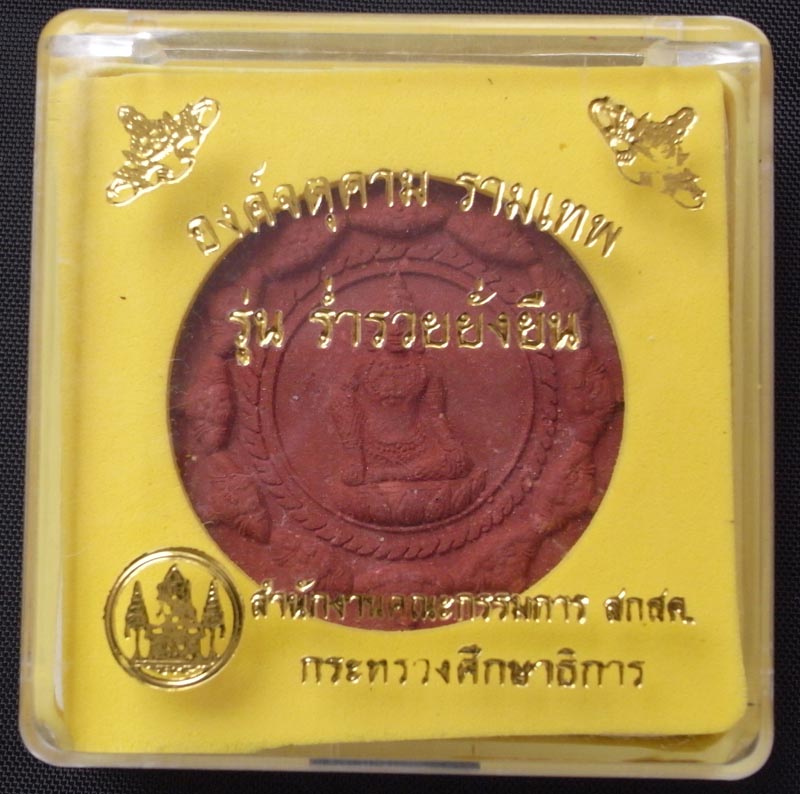 องค์จตุคาม รามเทพ
รุ่น ร่ำรวยยั่งยืน
สำนักงานคณะกรรมการ สกสค.
กระทรวงศึกษาธิการ